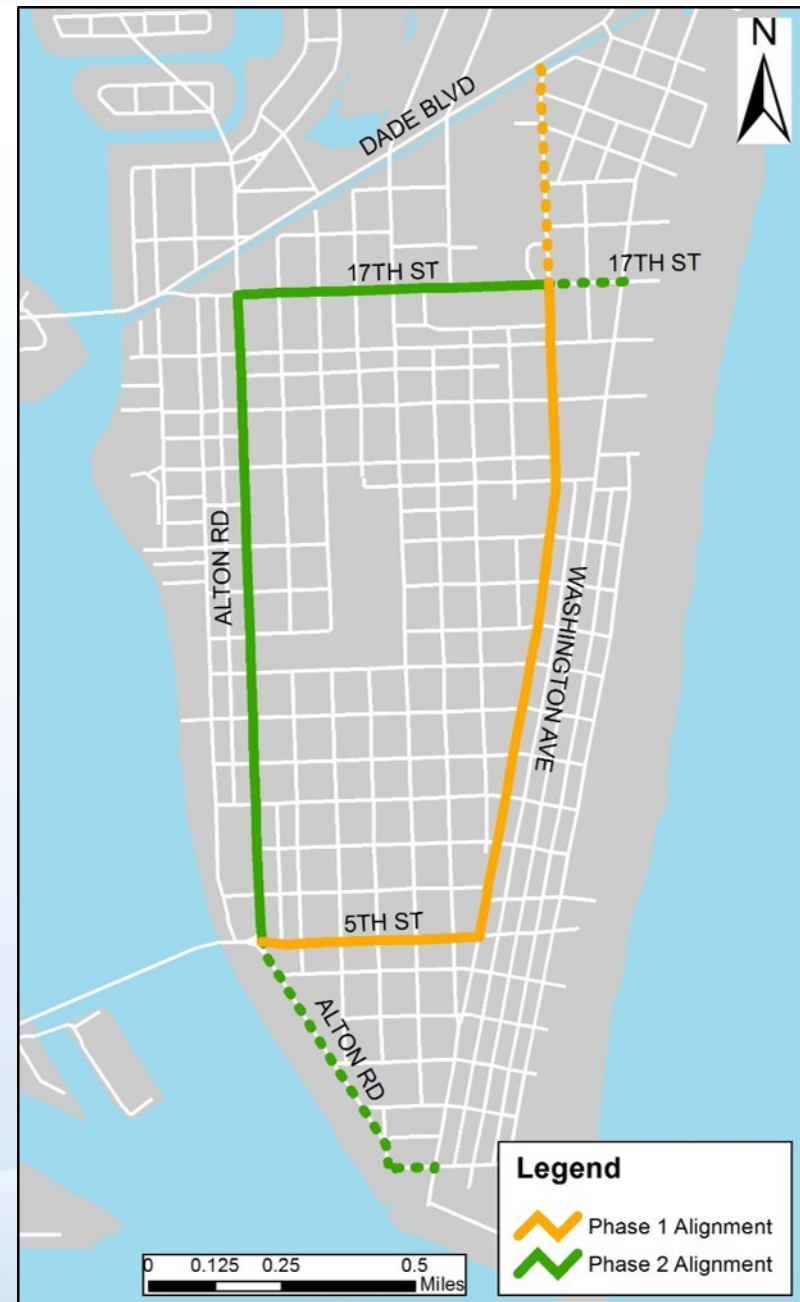 N
DADE BLVD
17TH ST
17TH ST
ALTON RD
WASHINGTON AVE
5TH ST
ALTON RD
Legend
Phase 1 Alignment
Phase 2 Alignment
0 0.125 0.25 0.5
Miles